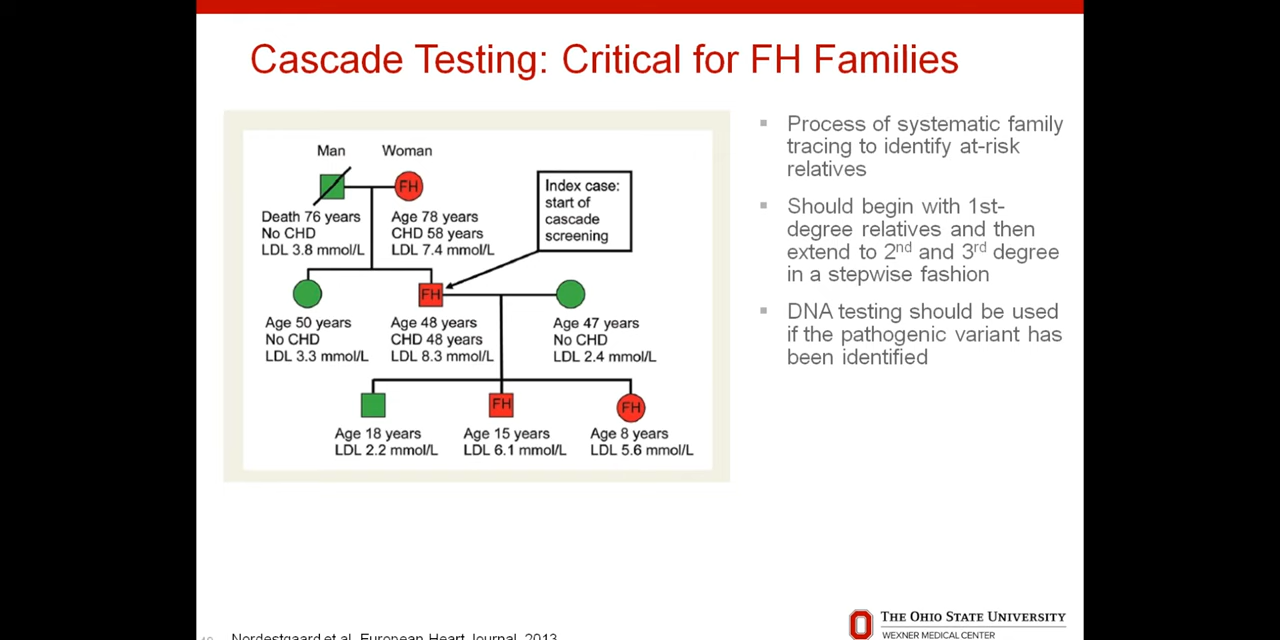 Cascade Testing: Critical for FH Families
Man
Woman
FH
Death 76 years
No CHD
LDL 3.8 mmol/L
Age 78 years
CHD 58 years
LDL 7.4 mmol/L
Index case:
start of
cascade
screening
FH
Age 50 years
No CHD
LDL 3.3 mmol/L
Age 48 years
CHD 48 years
LDL 8.3 mmol/L
Age 47 years
No CHD
LDL 2.4 mmol/L
FH
FH
Age 18 years
LDL 2.2 mmol/L
Age 15 years
LDL 6.1 mmol/L
Age 8 years
LDL 5.6 mmol/L
▪ Process of systematic family
tracing to identify at-risk
relatives
▪ Should begin with 1st-
degree relatives and then
extend to 2nd and 3rd degree
in a stepwise fashion
▪ DNA testing should be used
if the pathogenic variant has
been identified
Nordestgaard et al, European Heart Journal, 2013
THE OHIO STATE UNIVERSITY
WEXNER MEDICAL CENTER